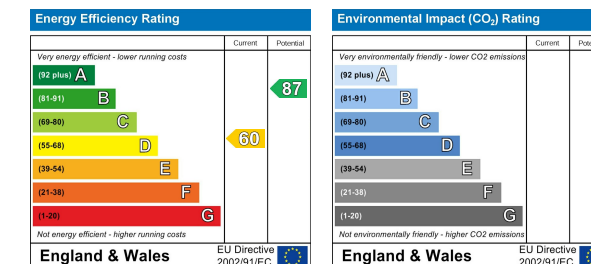 Energy Efficiency Rating
Current Potential
Very energy efficient - lower running costs
(92 plus) A
(81-91) B
87
(69-80) C
(55-68) D
60
(39-54) E
(21-38) F
(1-20) G
Not energy efficient - higher running costs
England & Wales
EU Directive
2002/91/EC
Environmental Impact (CO₂) Rating
Current
Very environmentally friendly - lower CO2 emissions
(92 plus) A
(81-91) B
(69-80) C
(55-68) D
(39-54) E
(21-38) F
(1-20) G
Not environmentally friendly - higher CO2 emissions
England & Wales
EU Directive
2002/91/EC